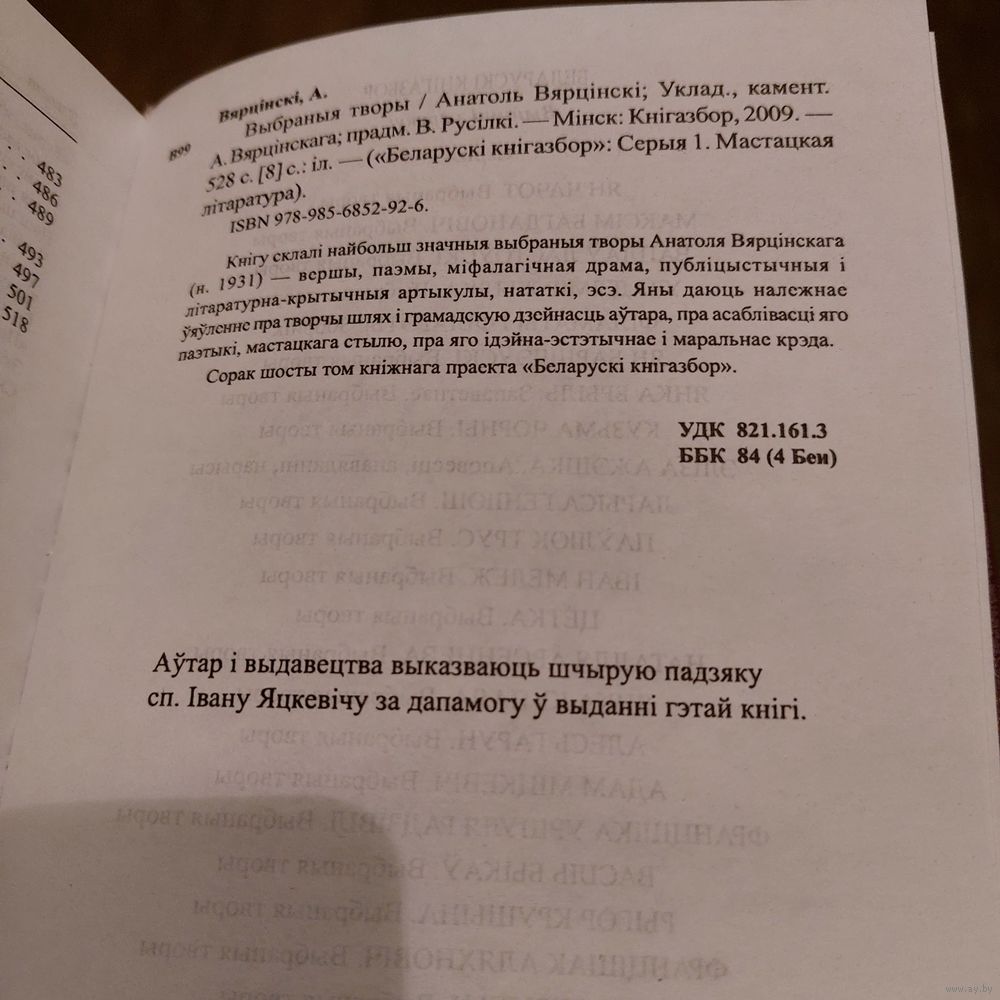 483
486
489
493
497
501
518
Вярцінскі, А.
Выбраныя творы / Анатоль Вярцінскі; Уклад., камент.
А. Вярцінскага; прадм. В. Русілкі. — Мінск: Кнігазбор, 2009. —
528 с. [8] с.: іл. — («Беларускі кнігазбор»: Серыя 1. Мастацкая
літаратура).
ISBN 978-985-6852-92-6.
Кнігу склалі найбольш значныя выбраныя творы Анатоля Вярцінскага
(н. 1931) — вершы, паэмы, міфалагічная драма, публіцыстычныя і
літаратурна-крытычныя артыкулы, нататкі, эсэ. Яны даюць належнае
ўяўленне пра творчы шлях і грамадскую дзейнасць аўтара, пра асаблівасці яго
паэтыкі, мастацкага стылю, пра яго ідэйна-эстэтычнае і маральнае крэда.
Сорак шосты том кніжнага праекта «Беларускі кнігазбор».
УДК 821.161.3
ББК 84 (4 Беи)
Аўтар і выдавецтва выказваюць шчырую падзяку
сп. Івану Яцкевічу за дапамогу ў выданні гэтай кнігі.
www.ay.by